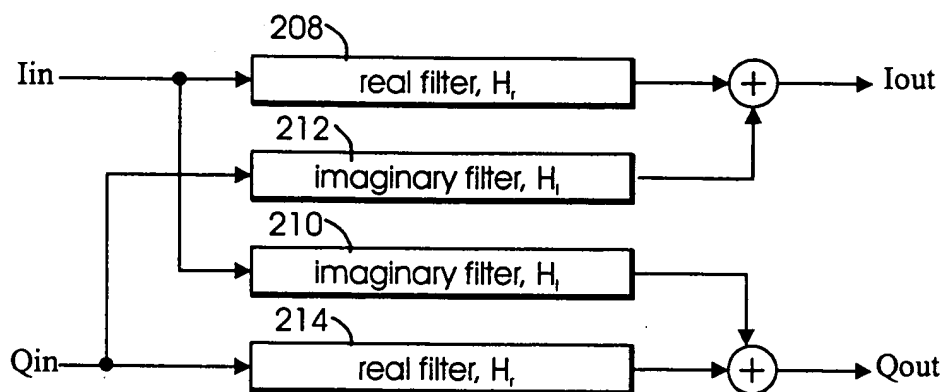 208
Iin
real filter, Hr
+
Iout
212
imaginary filter, HI
210
imaginary filter, HI
214
Qin
real filter, Hr
+
Qout